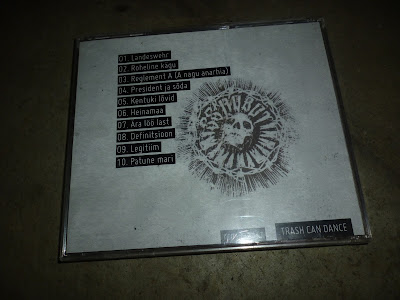 01. Landeswehr
02. Roheline kägu
03. Reglement A (A nagu anarhia)
04. President ja sõda
05. Kentuki lõvid
06. Heinamaa
07. Ära löö last
08. Definitsioon
09. Legitiim
10. Patune mari
TRASH CAN DANCE